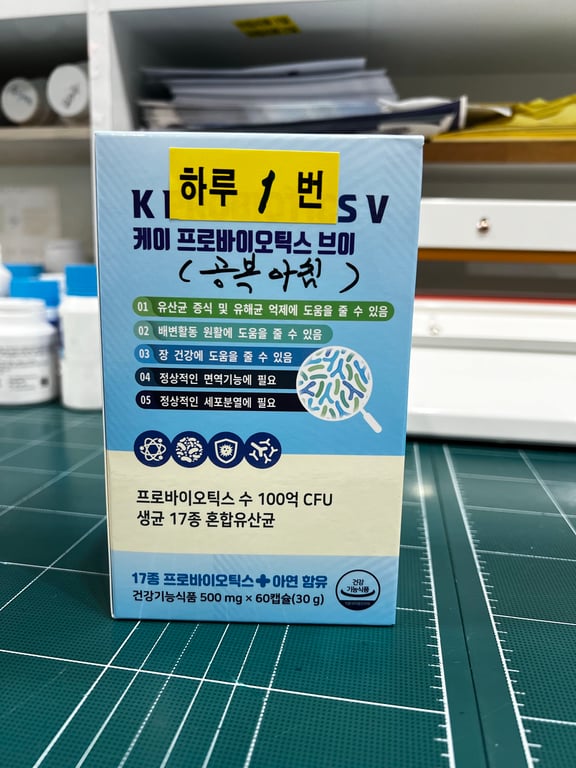 하루 1 번
K SV
케이 프로바이오틱스 브이
(공복 아침)
01 유산균 증식 및 유해균 억제에 도움을 줄 수 있음
02 배변활동 원활에 도움을 줄 수 있음
03 장 건강에 도움을 줄 수 있음
04 정상적인 면역기능에 필요
05 정상적인 세포분열에 필요
프로바이오틱스 수 100억 CFU
생균 17종 혼합유산균
17종 프로바이오틱스+아연 함유
건강기능식품 500 mg × 60캡슐(30 g)
건강
기능식품